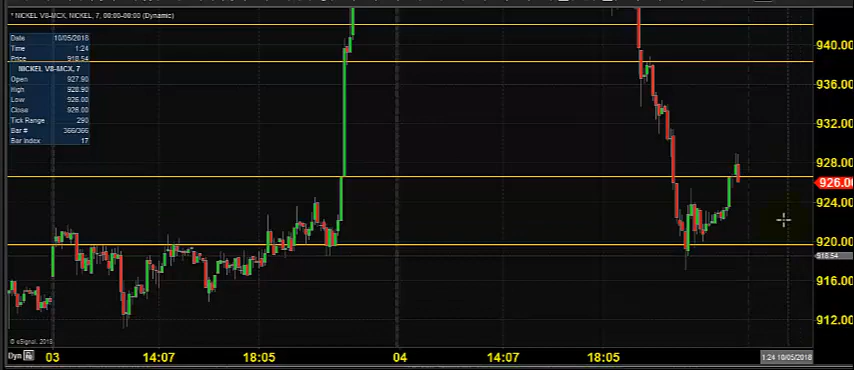 * NICKEL V8-MCX, NICKEL, 7, 00:00-00:00 (Dynamic)
Date 10/05/2018
Time 1:24
Price 918.54
NICKEL V8-MCX, 7
Open 927.90
High 928.90
Low 926.00
Close 926.00
Tick Range 290
Bar # 366/366
Bar Index 17
940.00
936.00
932.00
928.00
926.00
924.00
920.00
918.54
916.00
912.00
© eSignal, 2018
Dyn 03 14:07 18:05 04 14:07 18:05 1:24 10/05/2018